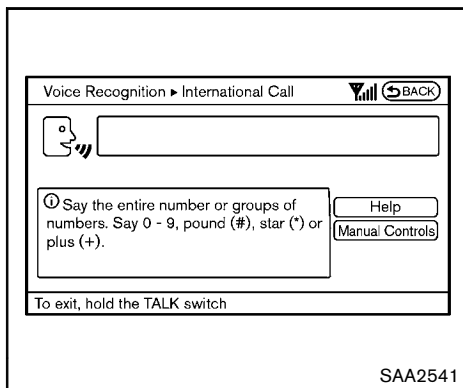 Voice Recognition ▸ International Call BACK
ⓘ Say the entire number or groups of
numbers. Say 0 - 9, pound (#), star (*) or
plus (+).
Help
Manual Controls
To exit, hold the TALK switch
SAA2541